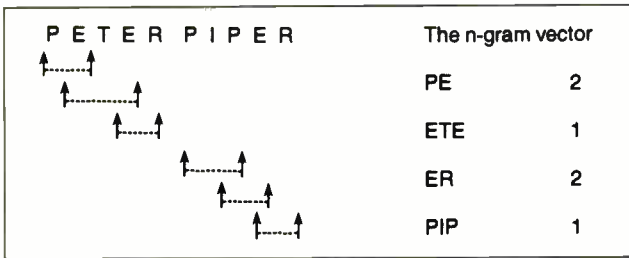 PETER PIPER The n-gram vector
PE 2
ETE 1
ER 2
PIP 1